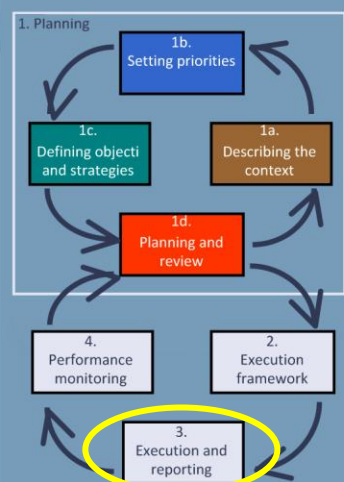 1. Planning
1b.
Setting priorities
1c.
Defining objecti
and strategies
1a.
Describing the
context
1d.
Planning and
review
4.
Performance
monitoring
2.
Execution
framework
3.
Execution and
reporting